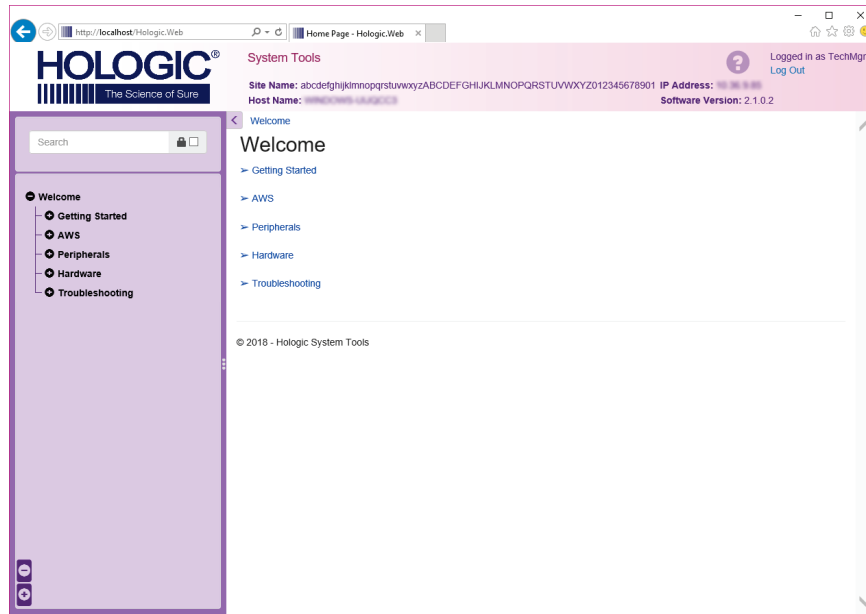 http://localhost/Hologic.Web
Home Page - Hologic.Web
HOLOGIC®
The Science of Sure
System Tools
Logged in as TechMgr
Log Out
Site Name: abcdefghijklmnopqrstuvwxyzABCDEFGHIJKLMNOPQRSTUVWXYZ012345678901 IP Address:
Host Name:
Software Version: 2.1.0.2
Search
Welcome
Getting Started
AWS
Peripherals
Hardware
Troubleshooting
Welcome
Welcome
➢ Getting Started
➢ AWS
➢ Peripherals
➢ Hardware
➢ Troubleshooting
© 2018 - Hologic System Tools